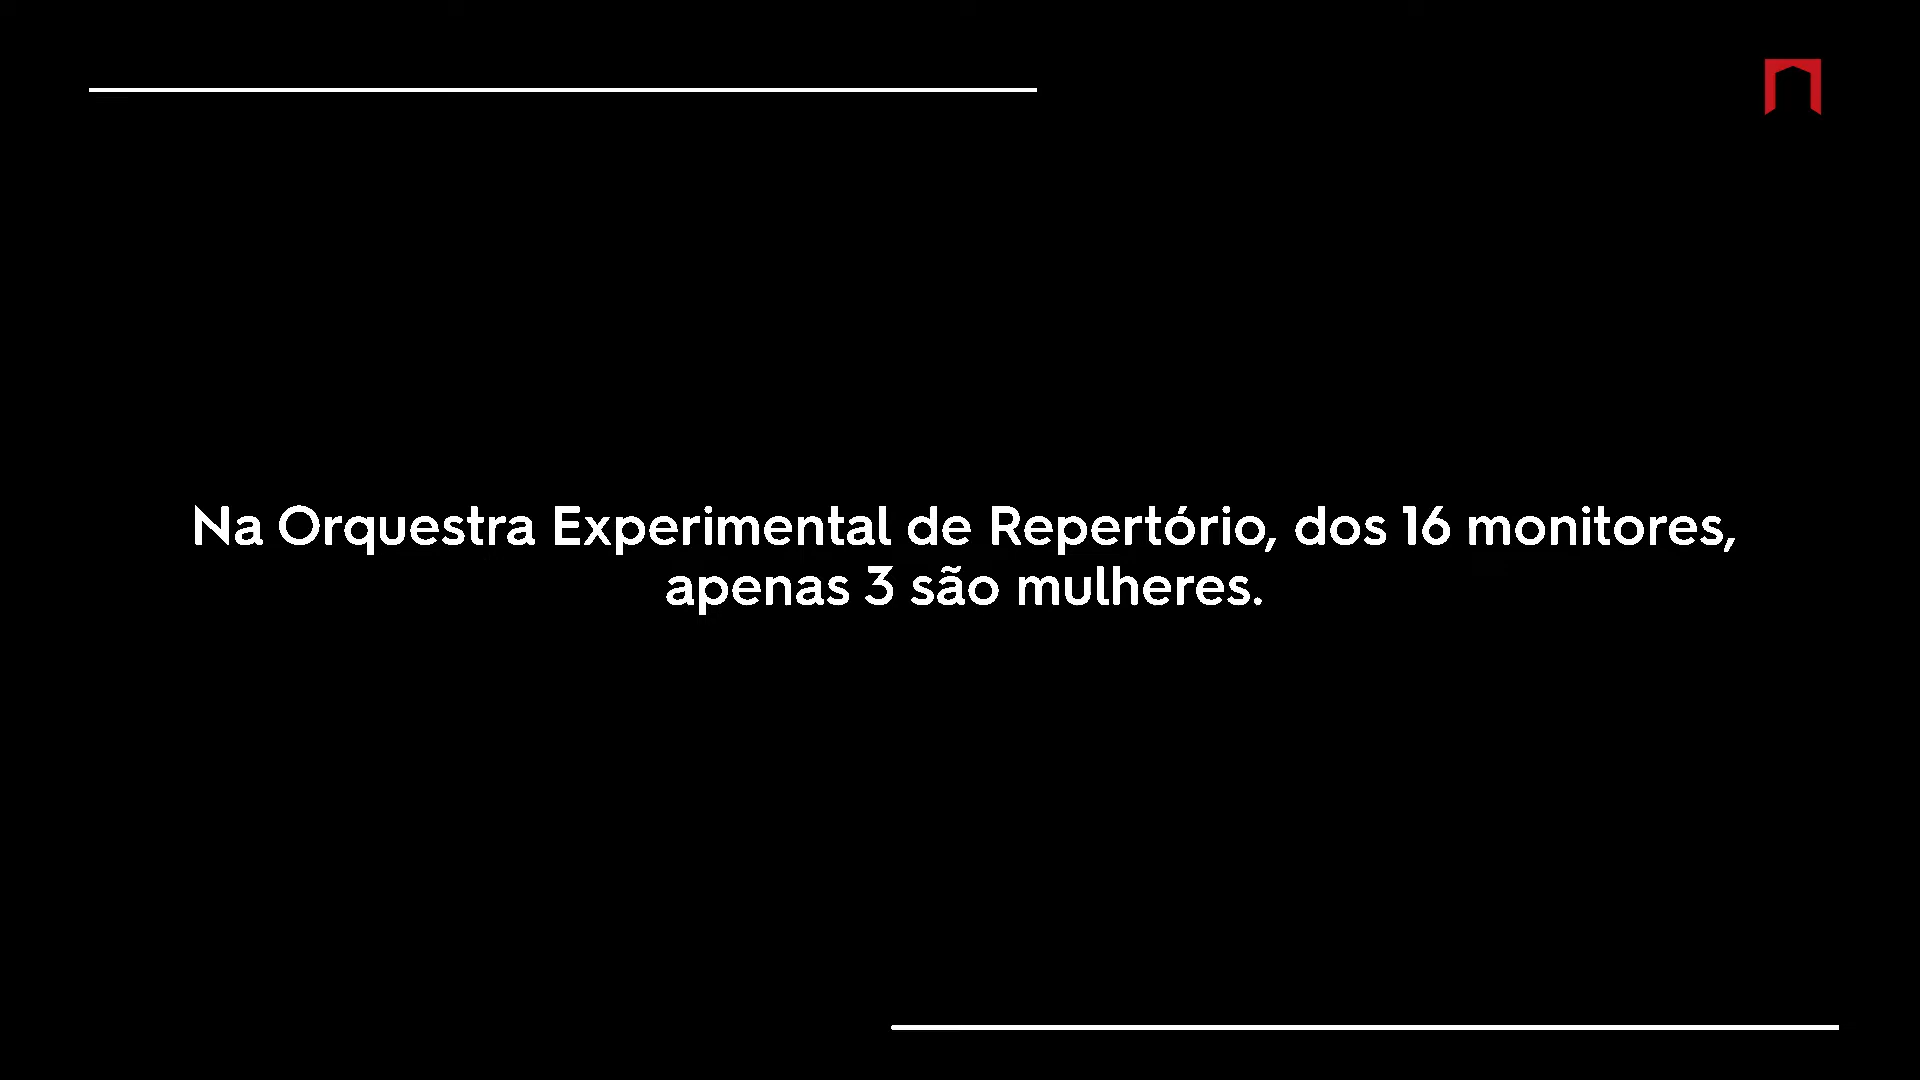 Na Orquestra Experimental de Repertório, dos 16 monitores,
apenas 3 são mulheres.